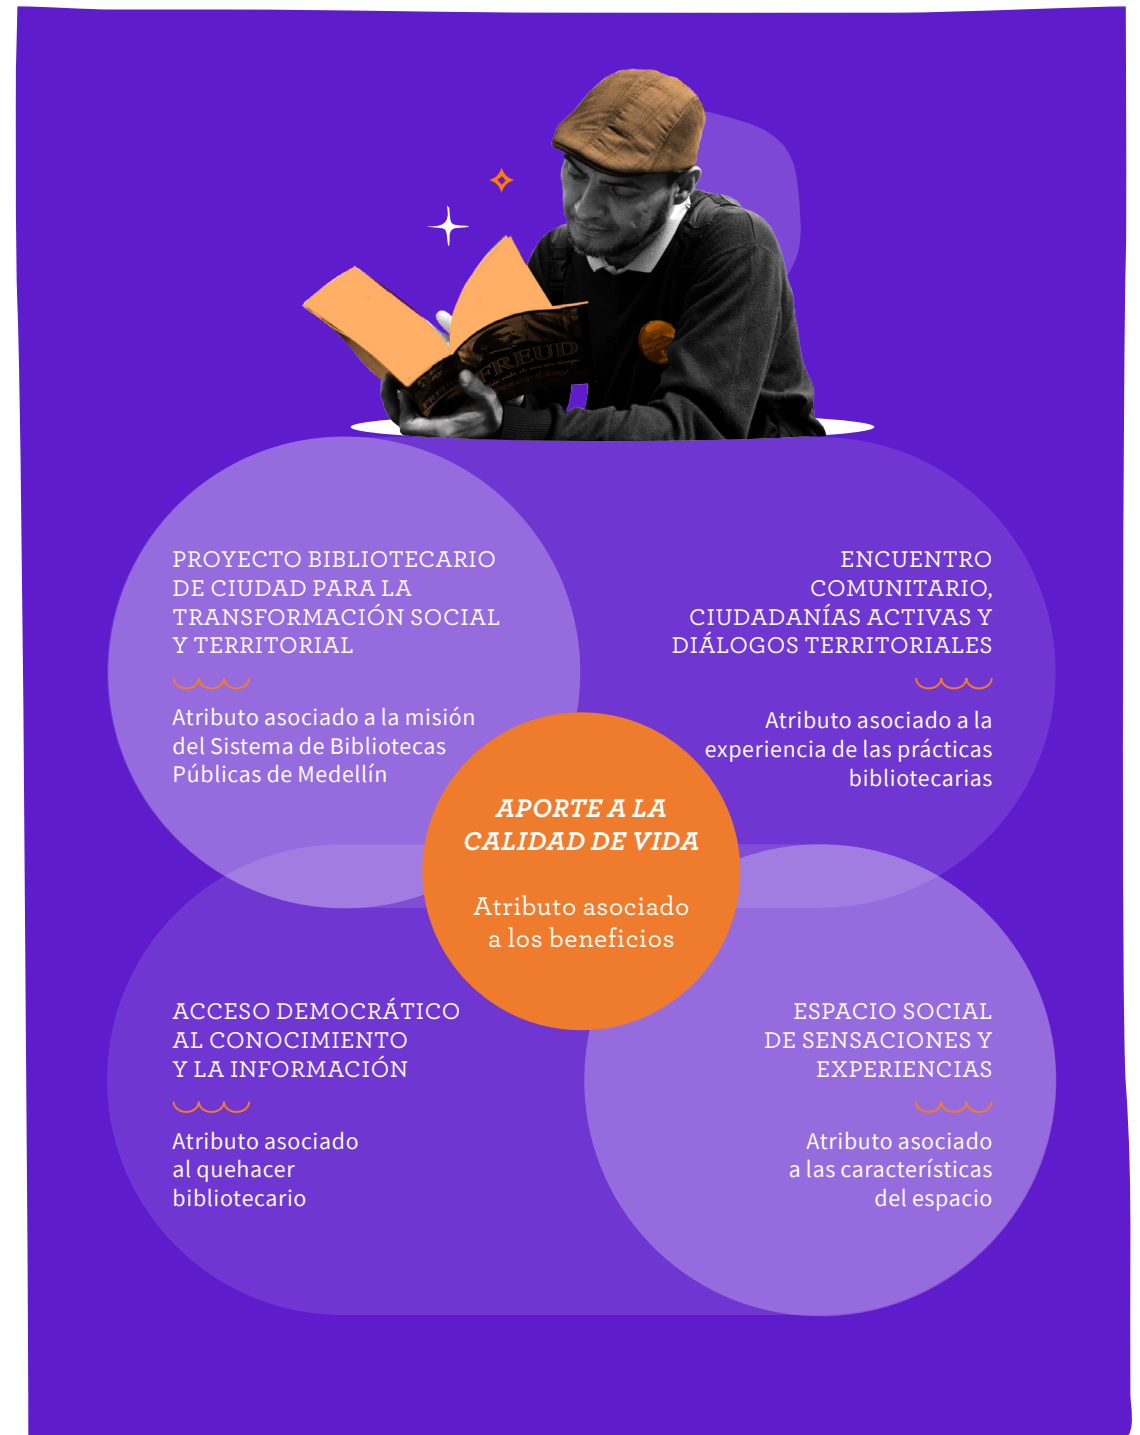 FREUD
PROYECTO BIBLIOTECARIO
DE CIUDAD PARA LA
TRANSFORMACIÓN SOCIAL
Y TERRITORIAL
Atributo asociado a la misión
del Sistema de Bibliotecas
Públicas de Medellín
ENCUENTRO
COMUNITARIO,
CIUDADANÍAS ACTIVAS Y
DIÁLOGOS TERRITORIALES
Atributo asociado a la
experiencia de las prácticas
bibliotecarias
APORTE A LA
CALIDAD DE VIDA
Atributo asociado
a los beneficios
ACCESO DEMOCRÁTICO
AL CONOCIMIENTO
Y LA INFORMACIÓN
Atributo asociado
al quehacer
bibliotecario
ESPACIO SOCIAL
DE SENSACIONES Y
EXPERIENCIAS
Atributo asociado
a las características
del espacio